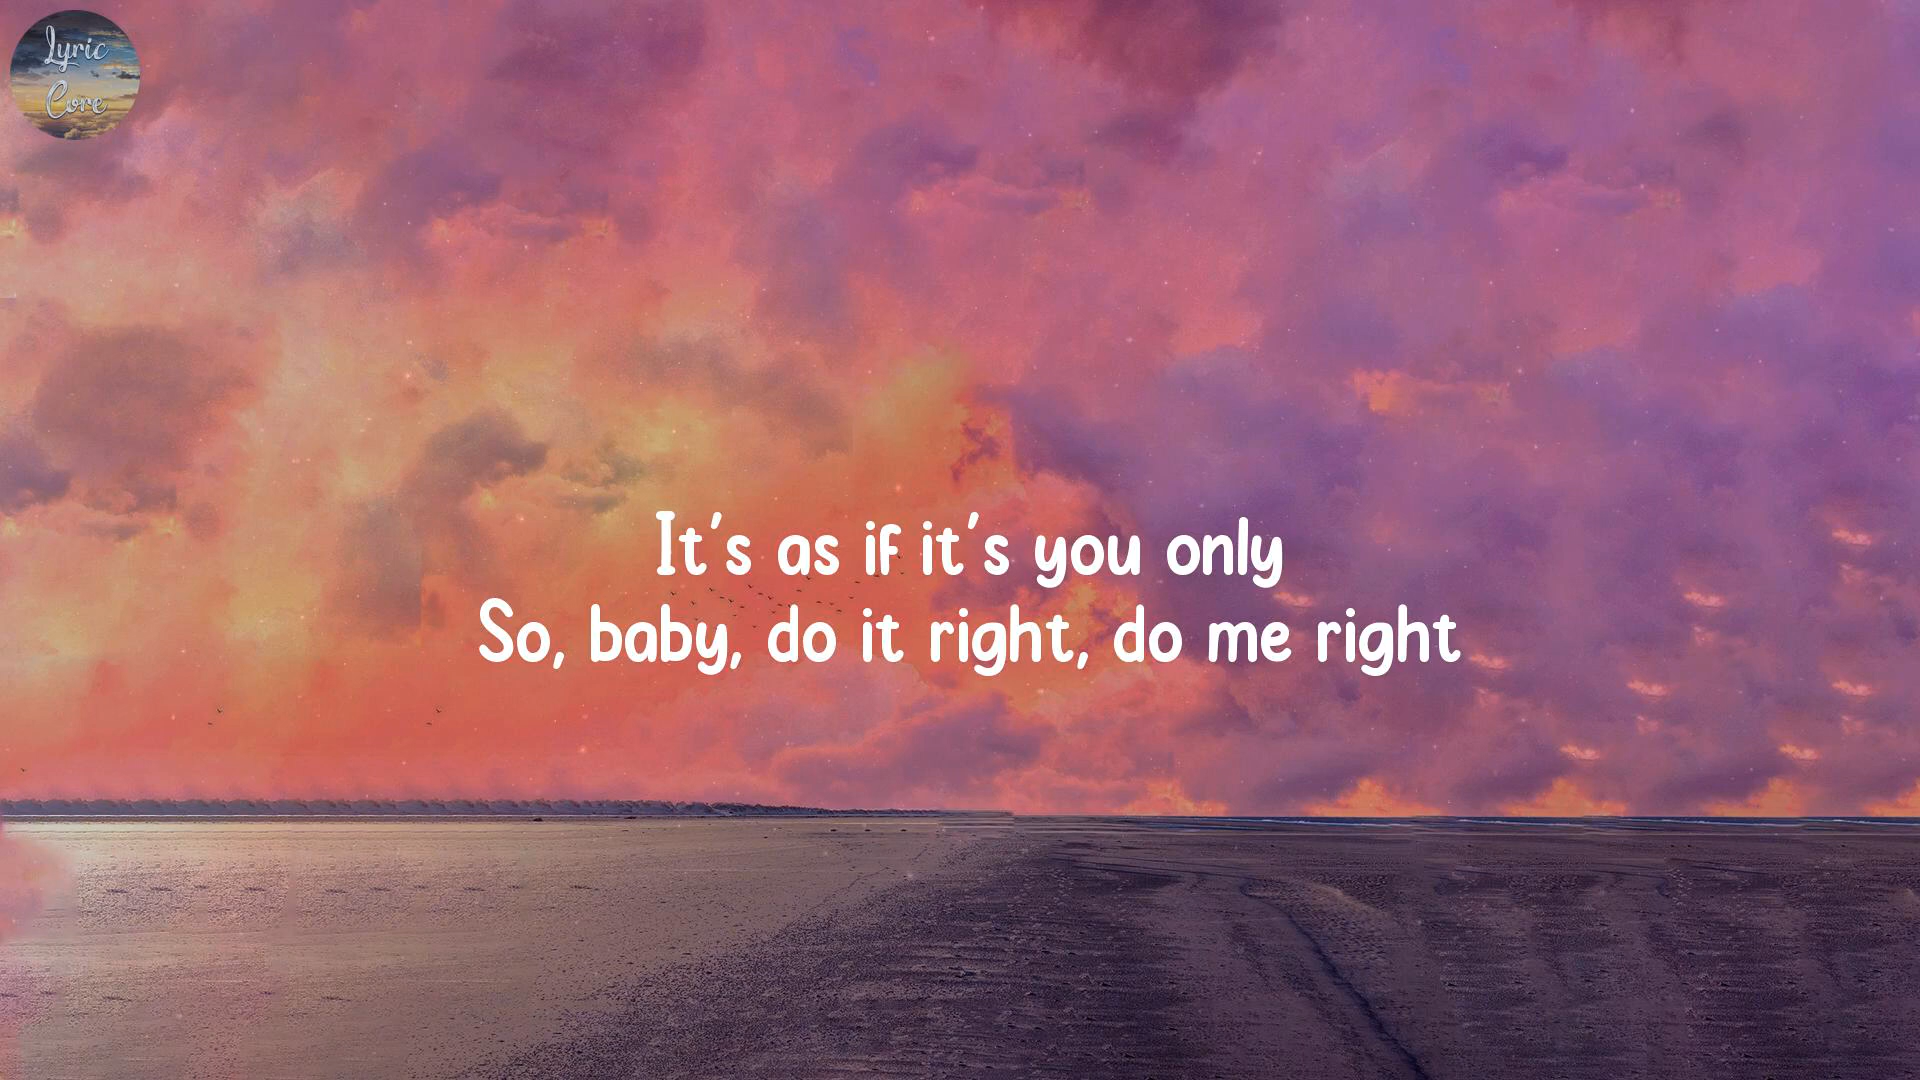 Lyric
Core
It's as if it's you only
So, baby, do it right, do me right